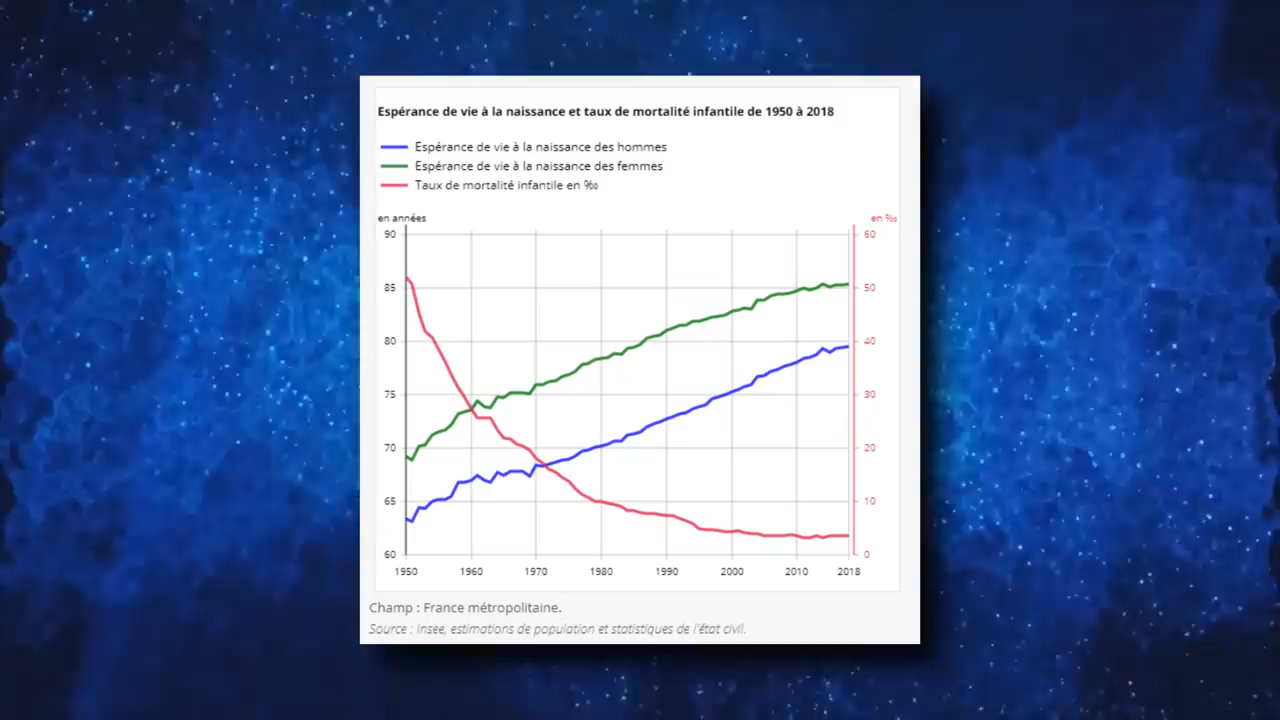 Espérance de vie à la naissance et taux de mortalité infantile de 1950 à 2018
Espérance de vie à la naissance des hommes
Espérance de vie à la naissance des femmes
Taux de mortalité infantile en ‰
en années en ‰
90 60
85 50
80 40
75 30
70 20
65 10
60 0
1950 1960 1970 1980 1990 2000 2010 2018
Champ : France métropolitaine.
Source : Insee, estimations de population et statistiques de l'état civil.